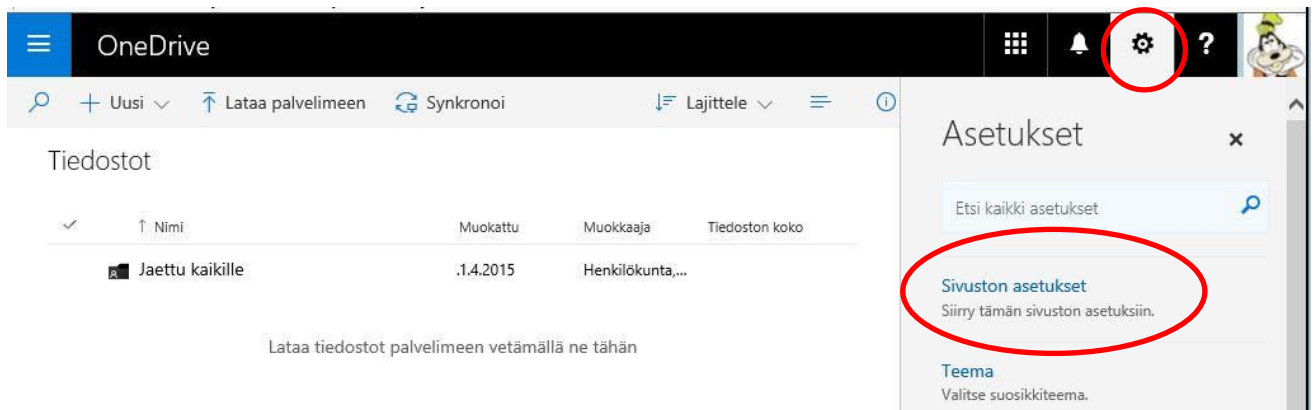 OneDrive
?
Uusi
Lataa palvelimeen
Synkronoi
Lajittele
Tiedostot
Nimi
Muokattu
Muokkaaja
Tiedoston koko
Jaettu kaikille
.1.4.2015
Henkilökunta,...
Lataa tiedostot palvelimeen vetämällä ne tähän
Asetukset
Etsi kaikki asetukset
Sivuston asetukset
Siirry tämän sivuston asetuksiin.
Teema
Valitse suosikkiteema.